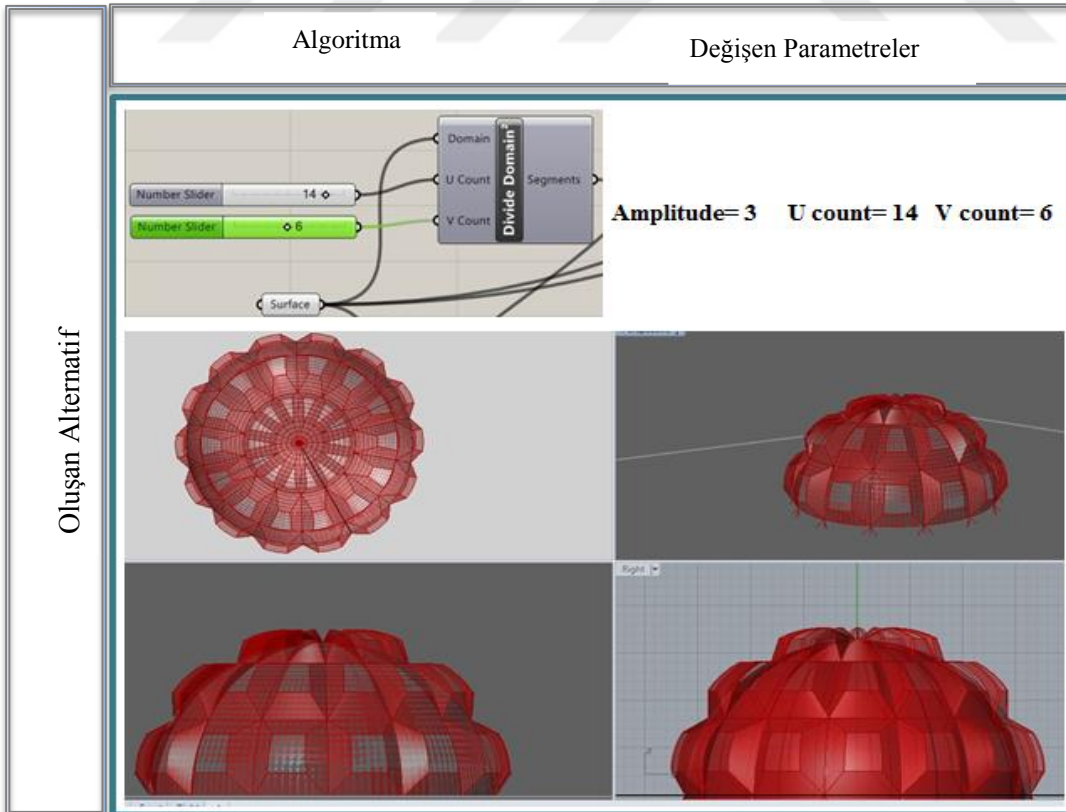 Algoritma
Değişen Parametreler
Oluşan Alternatif
Domain
U Count
V Count
Divide Domain²
Segments
Number Slider 14
Number Slider 6
Surface
Amplitude= 3 U count= 14 V count= 6
Right